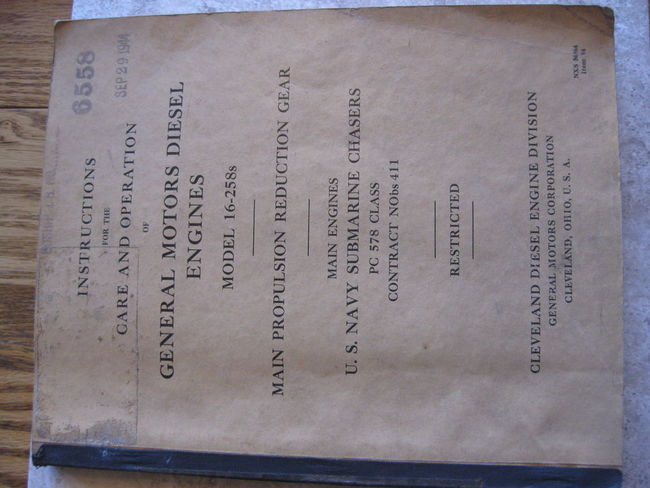 6558
SEP 29 1944
INSTRUCTIONS
FOR THE
CARE AND OPERATION
OF
GENERAL MOTORS DIESEL
ENGINES
MODEL 16-258s
MAIN PROPULSION REDUCTION GEAR
MAIN ENGINES
U. S. NAVY SUBMARINE CHASERS
PC 578 CLASS
CONTRACT NObs 411
RESTRICTED
CLEVELAND DIESEL ENGINE DIVISION
GENERAL MOTORS CORPORATION
CLEVELAND, OHIO, U. S. A.
NXS
Item